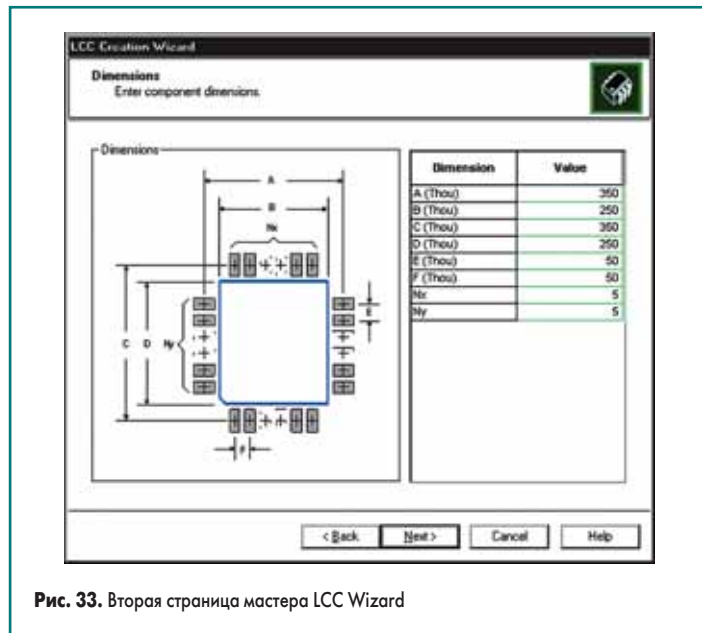 LCC Creation Wizard
Dimensions
Enter component dimensions.
Dimensions
A
B
Nx
C
D
Ny
E
F
Dimension Value
A (Thou) 350
B (Thou) 250
C (Thou) 350
D (Thou) 250
E (Thou) 50
F (Thou) 50
Nx 5
Ny 5
< Back Next > Cancel Help
Рис. 33. Вторая страница мастера LCC Wizard